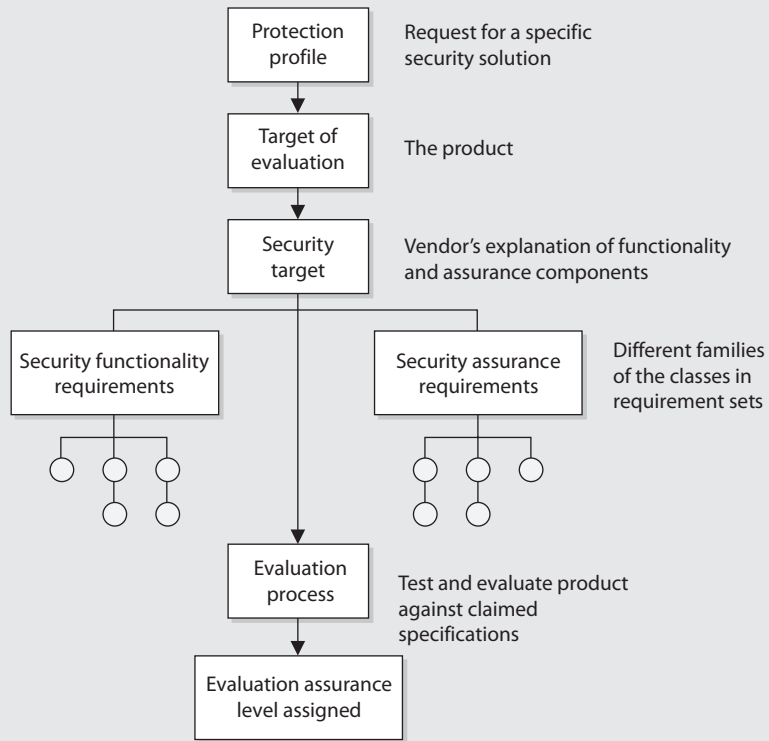 Protection
profile
Request for a specific
security solution
Target of
evaluation
The product
Security
target
Vendor’s explanation of functionality
and assurance components
Security functionality
requirements
Security assurance
requirements
Different families
of the classes in
requirement sets
Evaluation
process
Test and evaluate product
against claimed
specifications
Evaluation assurance
level assigned